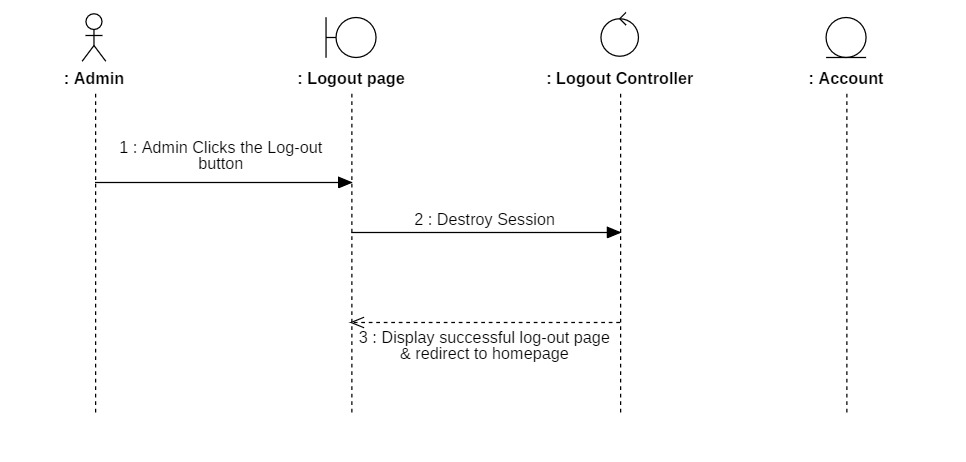 : Admin
: Logout page
: Logout Controller
: Account
1 : Admin Clicks the Log-out
button
2 : Destroy Session
3 : Display successful log-out page
& redirect to homepage